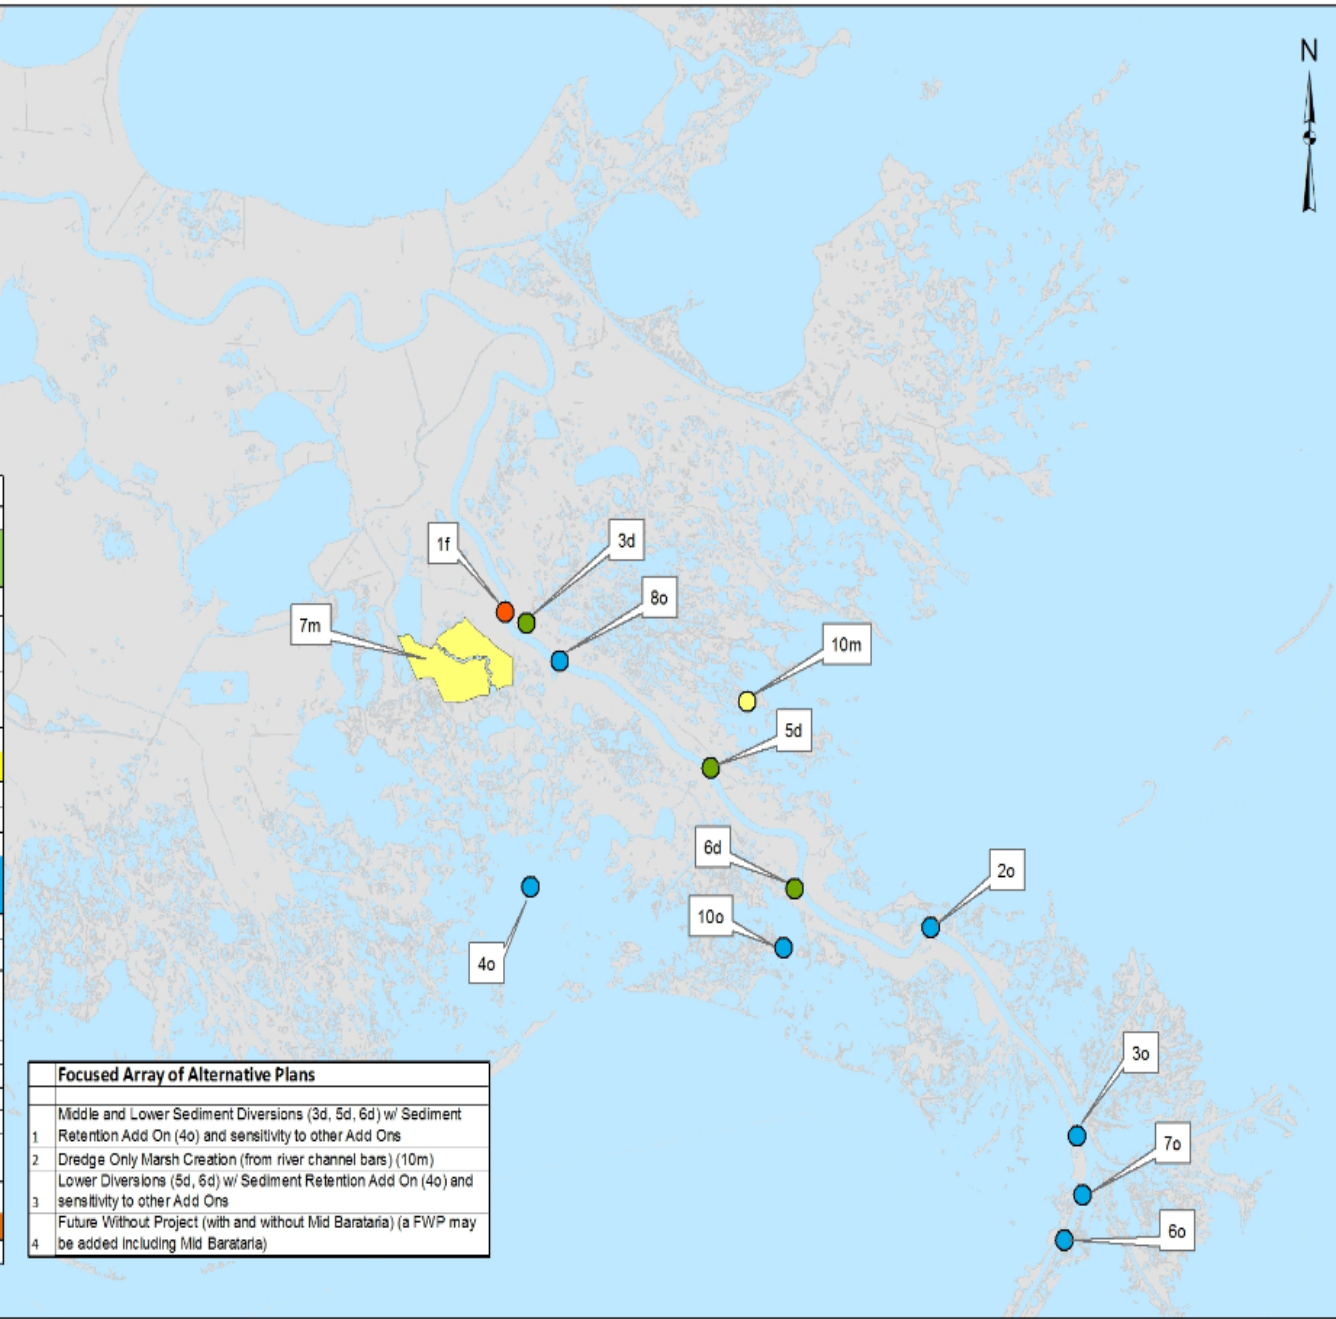 N
1f
3d
8o
7m
10m
5d
6d
2o
10o
4o
3o
7o
6o
Focused Array of Alternative Plans
1 Middle and Lower Sediment Diversions (3d, 5d, 6d) w/ Sediment
Retention Add On (4o) and sensitivity to other Add Ons
2 Dredge Only Marsh Creation (from river channel bars) (10m)
3 Lower Diversions (5d, 6d) w/ Sediment Retention Add On (4o) and
sensitivity to other Add Ons
4 Future Without Project (with and without Mid Barataria) (a FWP may
be added including Mid Barataria)